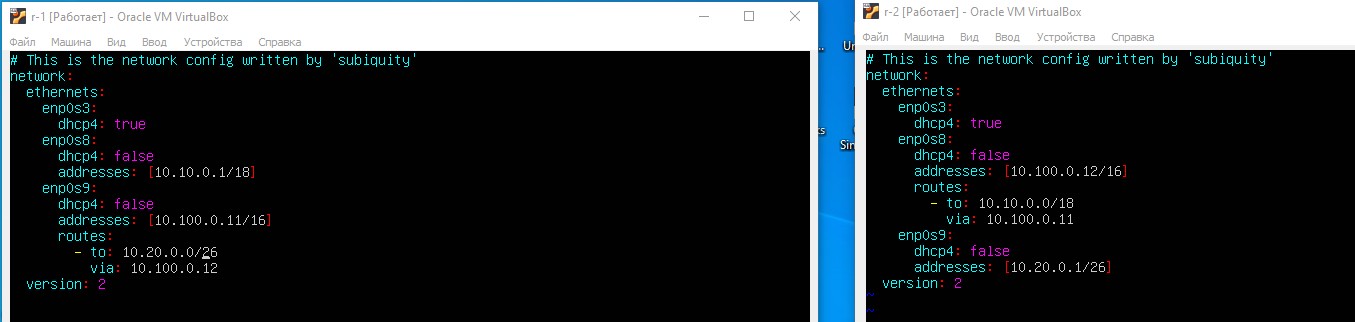 r-1 [Работает] - Oracle VM VirtualBox
Файл Машина Вид Ввод Устройства Справка
# This is the network config written by 'subiquity'
network:
  ethernets:
    enp0s3:
      dhcp4: true
    enp0s8:
      dhcp4: false
      addresses: [10.10.0.1/18]
    enp0s9:
      dhcp4: false
      addresses: [10.100.0.11/16]
      routes:
        - to: 10.20.0.0/26
          via: 10.100.0.12
  version: 2
r-2 [Работает] - Oracle VM VirtualBox
Файл Машина Вид Ввод Устройства Справка
# This is the network config written by 'subiquity'
network:
  ethernets:
    enp0s3:
      dhcp4: true
    enp0s8:
      dhcp4: false
      addresses: [10.100.0.12/16]
      routes:
        - to: 10.10.0.0/18
          via: 10.100.0.11
    enp0s9:
      dhcp4: false
      addresses: [10.20.0.1/26]
  version: 2
~
~